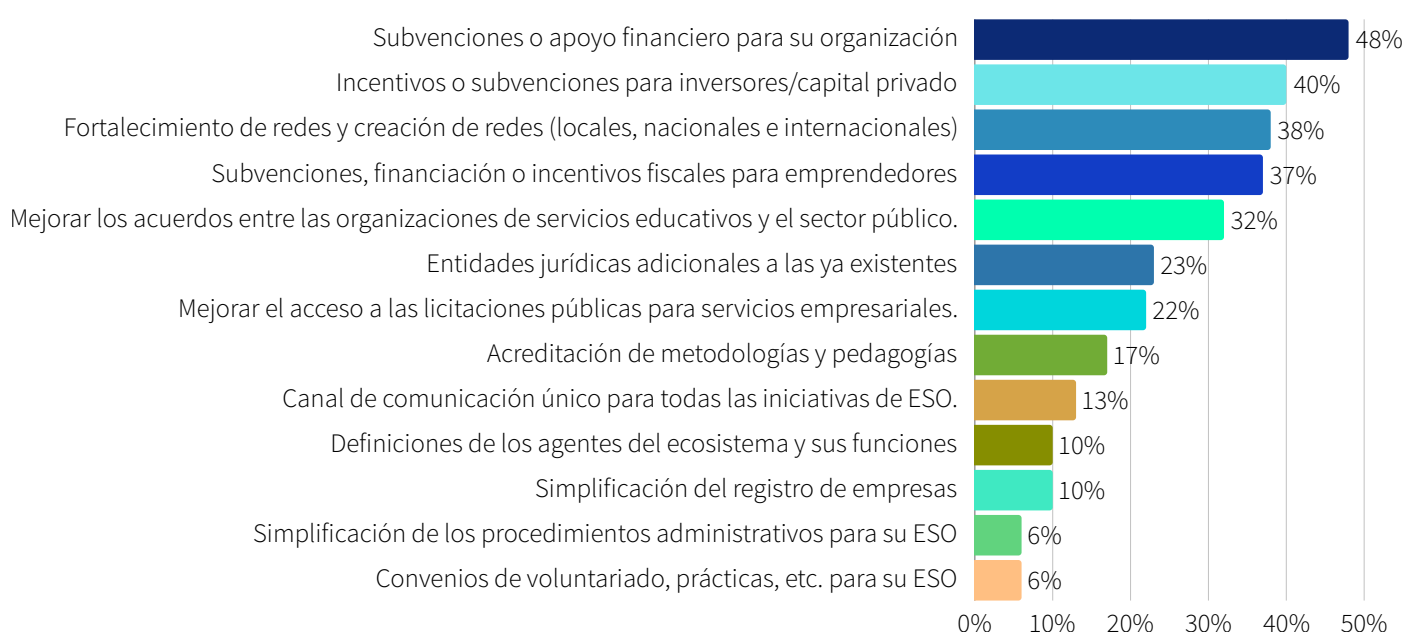 Subvenciones o apoyo financiero para su organización 48%
Incentivos o subvenciones para inversores/capital privado 40%
Fortalecimiento de redes y creación de redes (locales, nacionales e internacionales) 38%
Subvenciones, financiación o incentivos fiscales para emprendedores 37%
Mejorar los acuerdos entre las organizaciones de servicios educativos y el sector público. 32%
Entidades jurídicas adicionales a las ya existentes 23%
Mejorar el acceso a las licitaciones públicas para servicios empresariales. 22%
Acreditación de metodologías y pedagogías 17%
Canal de comunicación único para todas las iniciativas de ESO. 13%
Definiciones de los agentes del ecosistema y sus funciones 10%
Simplificación del registro de empresas 10%
Simplificación de los procedimientos administrativos para su ESO 6%
Convenios de voluntariado, prácticas, etc. para su ESO 6%
0% 10% 20% 30% 40% 50%